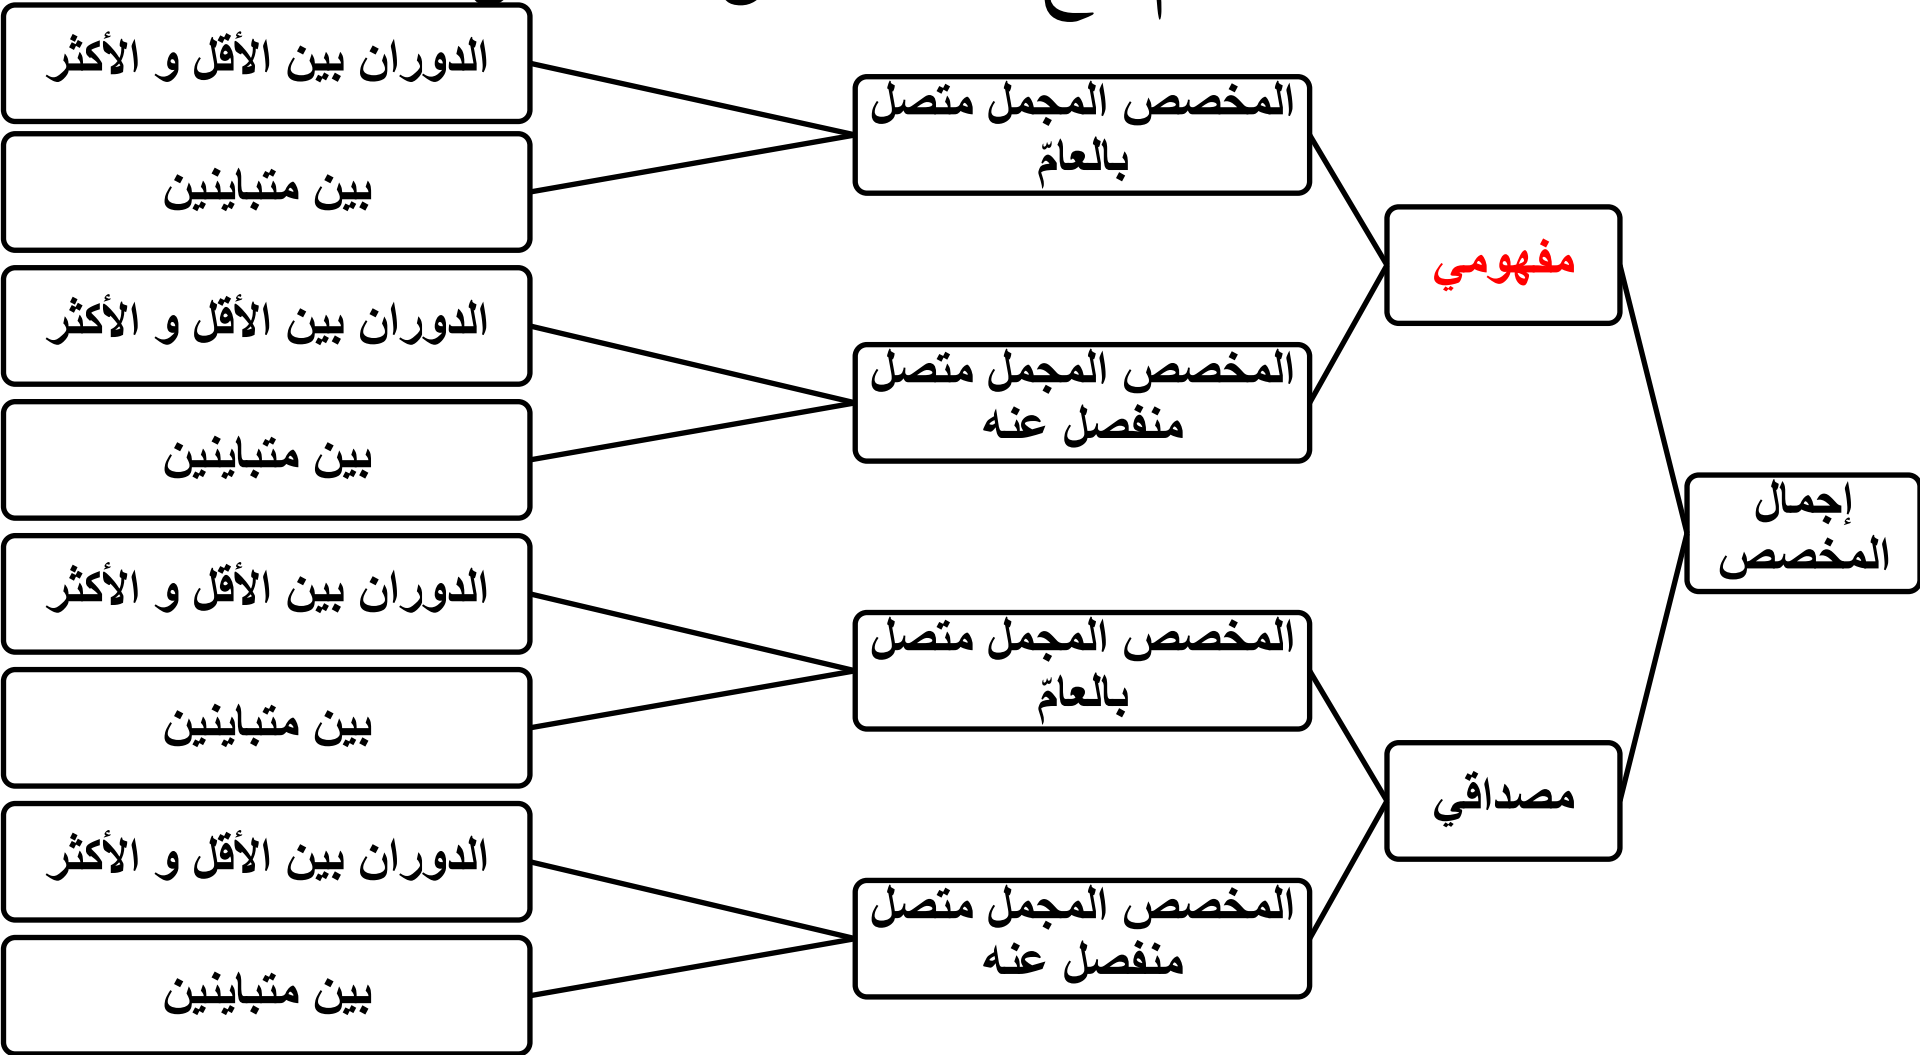 إجمال
المخصص
مفهومي
المخصص المجمل متصل
بالعامّ
الدوران بين الأقل و الأكثر
بين متباينين
المخصص المجمل متصل
منفصل عنه
الدوران بين الأقل و الأكثر
بين متباينين
مصداقي
المخصص المجمل متصل
بالعامّ
الدوران بين الأقل و الأكثر
بين متباينين
المخصص المجمل متصل
منفصل عنه
الدوران بين الأقل و الأكثر
بين متباينين